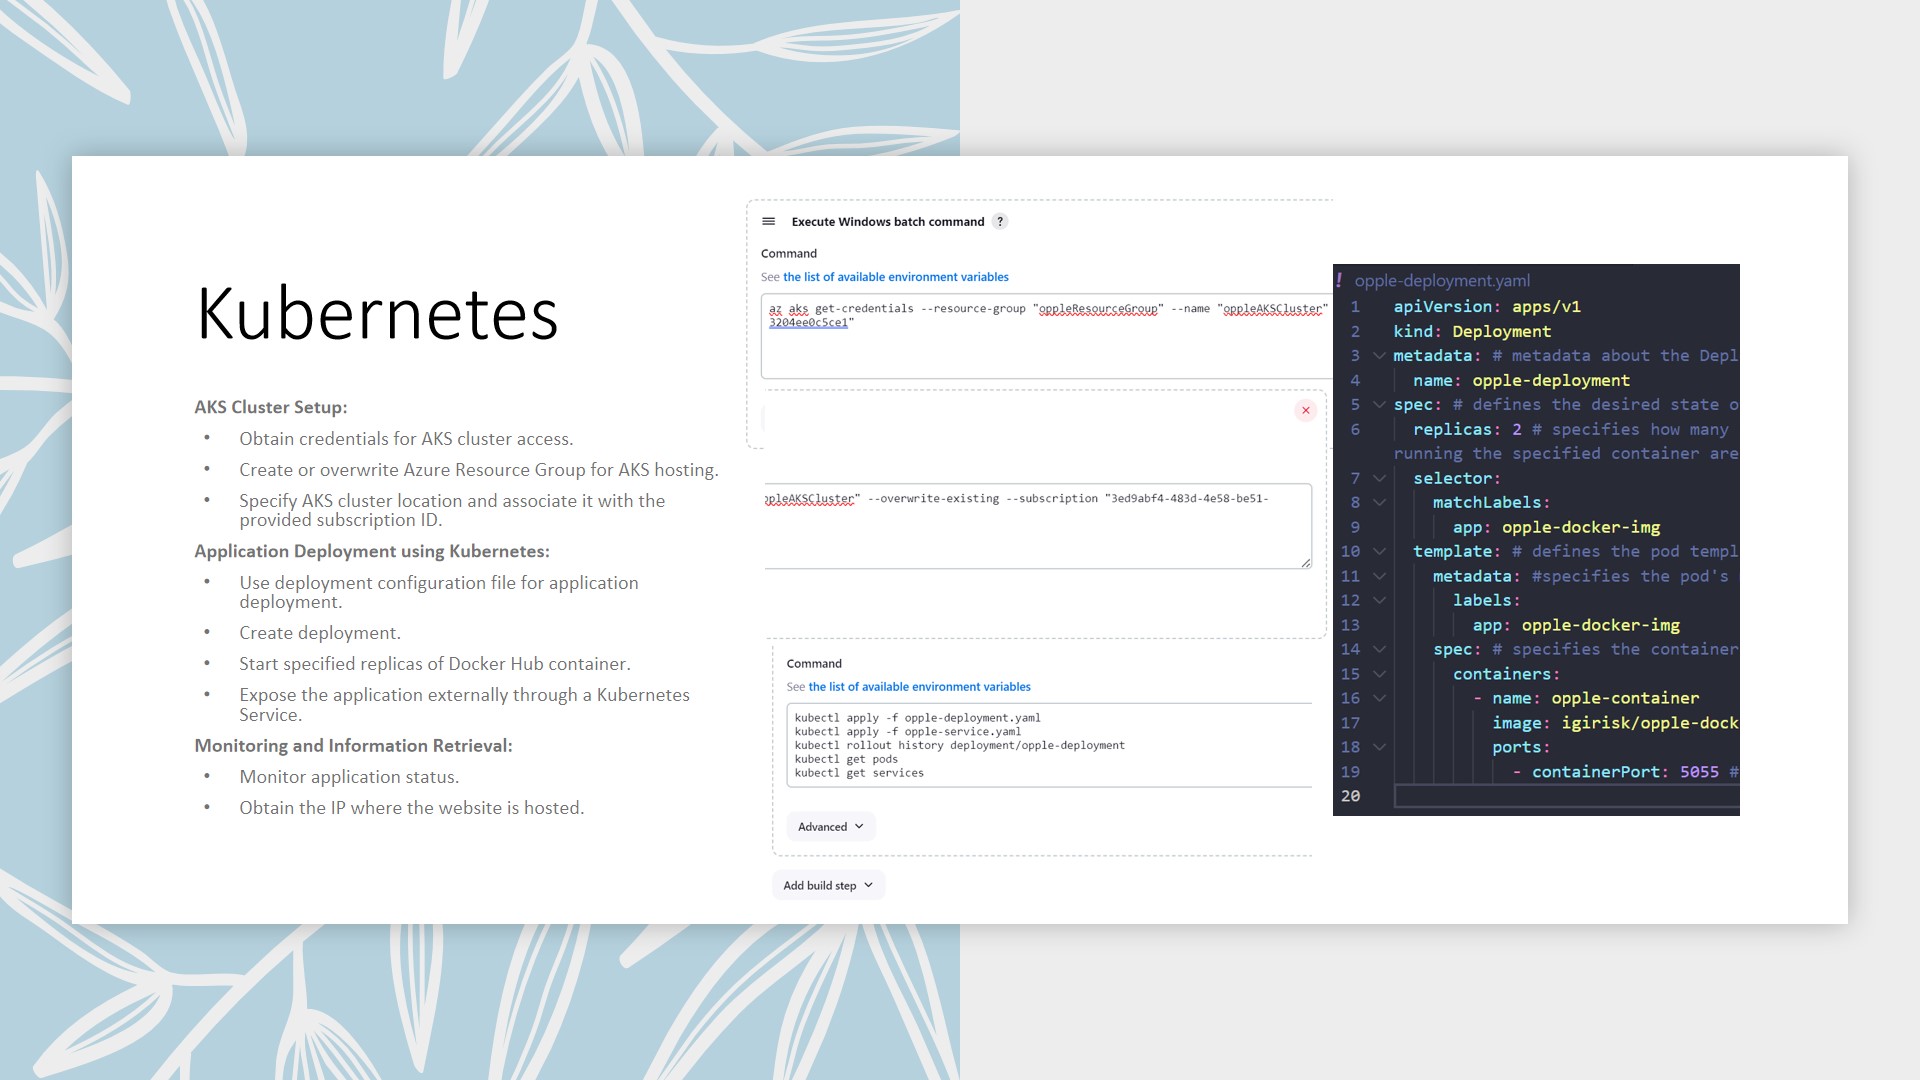 Kubernetes
AKS Cluster Setup:
• Obtain credentials for AKS cluster access.
• Create or overwrite Azure Resource Group for AKS hosting.
• Specify AKS cluster location and associate it with the
provided subscription ID.
Application Deployment using Kubernetes:
• Use deployment configuration file for application
deployment.
• Create deployment.
• Start specified replicas of Docker Hub container.
• Expose the application externally through a Kubernetes
Service.
Monitoring and Information Retrieval:
• Monitor application status.
• Obtain the IP where the website is hosted.
Execute Windows batch command ?
Command
See the list of available environment variables
az aks get-credentials --resource-group "oppleResourceGroup" --name "oppleAKSCluster"
3204ee0c5ce1"
ppleAKSCluster" --overwrite-existing --subscription "3ed9abf4-483d-4e58-be51-
Command
See the list of available environment variables
kubectl apply -f opple-deployment.yaml
kubectl apply -f opple-service.yaml
kubectl rollout history deployment/opple-deployment
kubectl get pods
kubectl get services
Advanced
Add build step
! opple-deployment.yaml
1 apiVersion: apps/v1
2 kind: Deployment
3 metadata: # metadata about the Depl
4 name: opple-deployment
5 spec: # defines the desired state o
6 replicas: 2 # specifies how many
running the specified container are
7 selector:
8 matchLabels:
9 app: opple-docker-img
10 template: # defines the pod templ
11 metadata: #specifies the pod's
12 labels:
13 app: opple-docker-img
14 spec: # specifies the container
15 containers:
16 - name: opple-container
17 image: igirisk/opple-dock
18 ports:
19 - containerPort: 5055 #
20